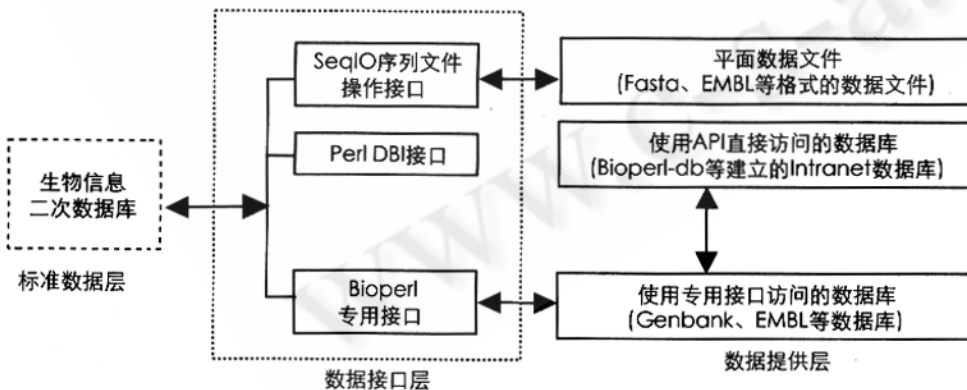 SeqIO序列文件
操作接口
平面数据文件
(Fasta、EMBL等格式的数据文件)
Perl DBI接口
使用API直接访问的数据库
(Bioperl-db等建立的Intranet数据库)
生物信息
二次数据库
标准数据层
Bioperl
专用接口
使用专用接口访问的数据库
(Genbank、EMBL等数据库)
数据接口层
数据提供层